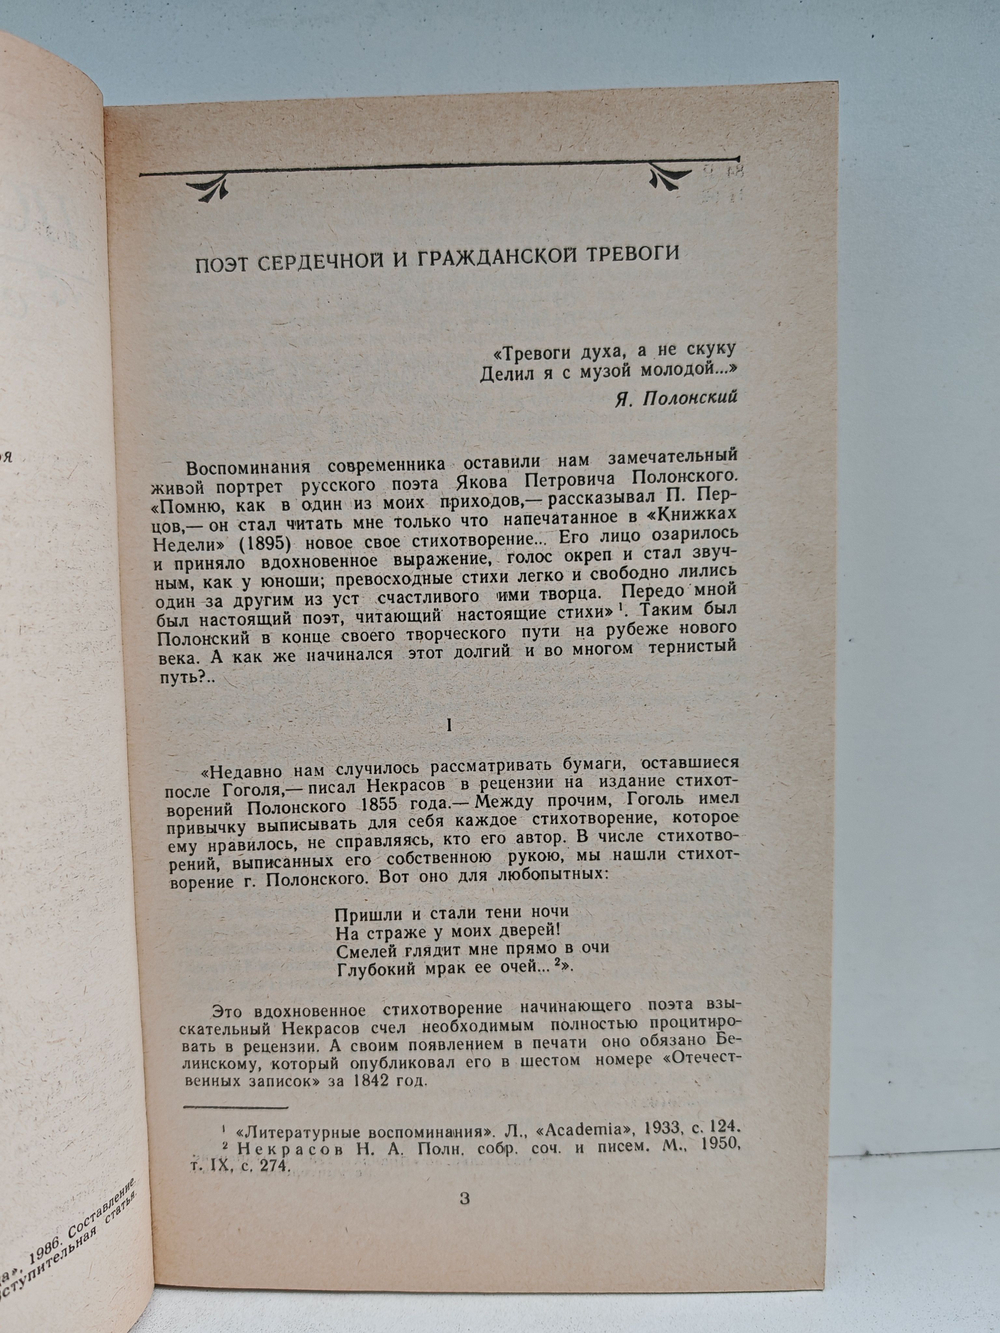 ПОЭТ СЕРДЕЧНОЙ И ГРАЖДАНСКОЙ ТРЕВОГИ
«Тревоги духа, а не скуку
Делил я с музой молодой...»
Я. Полонский
Воспоминания современника оставили нам замечательный
живой портрет русского поэта Якова Петровича Полонского.
«Помню, как в один из моих приходов,— рассказывал П. Пер-
цов,— он стал читать мне только что напечатанное в «Книжках
Недели» (1895) новое свое стихотворение... Его лицо озарилось
и приняло вдохновенное выражение, голос окреп и стал звуч-
ным, как у юноши; превосходные стихи легко и свободно лились
один за другим из уст счастливого ими творца. Передо мной
был настоящий поэт, читающий настоящие стихи» ¹. Таким был
Полонский в конце своего творческого пути на рубеже нового
века. А как же начинался этот долгий и во многом тернистый
путь?..
I
«Недавно нам случилось рассматривать бумаги, оставшиеся
после Гоголя,— писал Некрасов в рецензии на издание стихот-
ворений Полонского 1855 года.— Между прочим, Гоголь имел
привычку выписывать для себя каждое стихотворение, которое
ему нравилось, не справляясь, кто его автор. В числе стихотво-
рений, выписанных его собственною рукою, мы нашли стихот-
ворение г. Полонского. Вот оно для любопытных:
Пришли и стали тени ночи
На страже у моих дверей!
Смелей глядит мне прямо в очи
Глубокий мрак ее очей... ²».
Это вдохновенное стихотворение начинающего поэта взы-
скательный Некрасов счел необходимым полностью процитиро-
вать в рецензии. А своим появлением в печати оно обязано Бе-
линскому, который опубликовал его в шестом номере «Отечест-
венных записок» за 1842 год.
¹ «Литературные воспоминания». Л., «Academia», 1933, с. 124.
² Некрасов Н. А. Полн. собр. соч. и писем. М., 1950,
т. IX, с. 274.
3
1986. Составление.
вступительная статья.